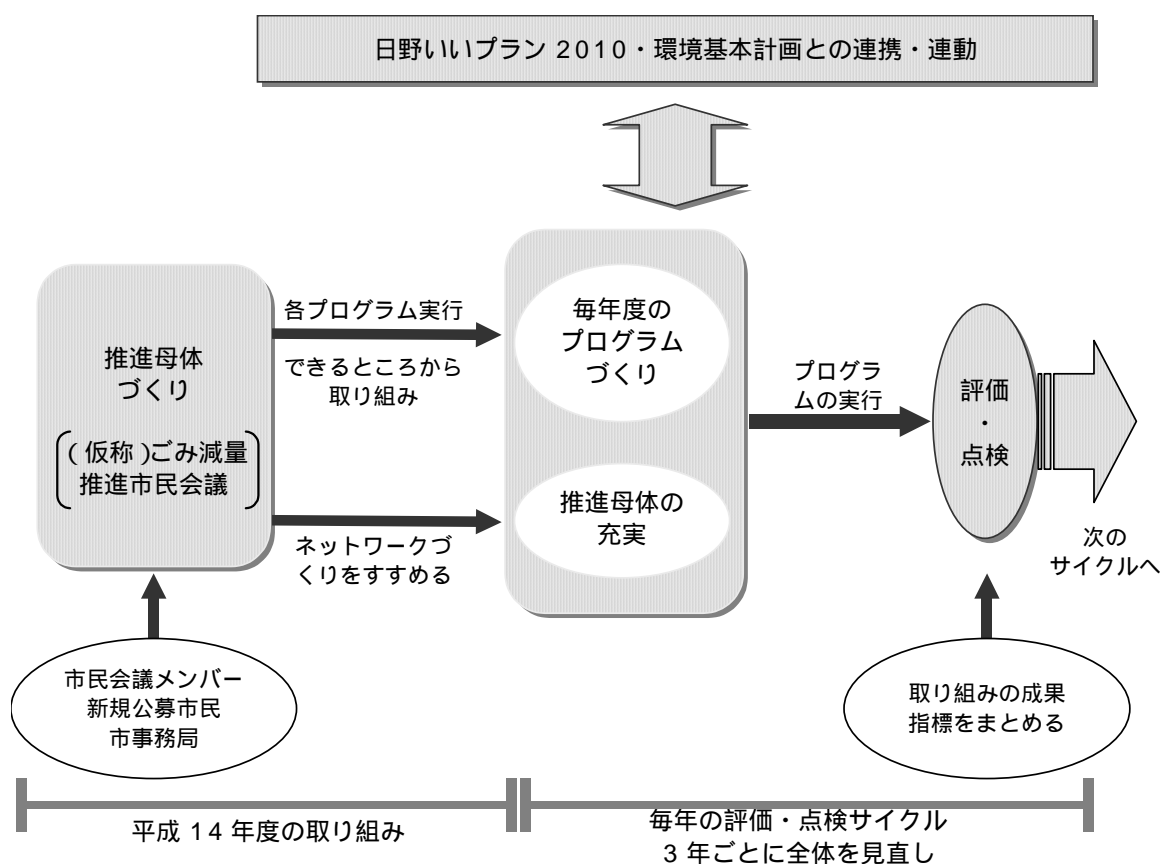 日野いいプラン 2010・環境基本計画との連携・連動
各プログラム実行
できるところから
取り組み
推進母体
づくり
(仮称)ごみ減量
推進市民会議
ネットワークづ
くりをすすめる
市民会議メンバー
新規公募市民
市事務局
毎年度の
プログラム
づくり
推進母体の
充実
プログラ
ムの実行
評価
・
点検
次の
サイクルへ
取り組みの成果
指標をまとめる
平成 14 年度の取り組み
毎年の評価・点検サイクル
3 年ごとに全体を見直し